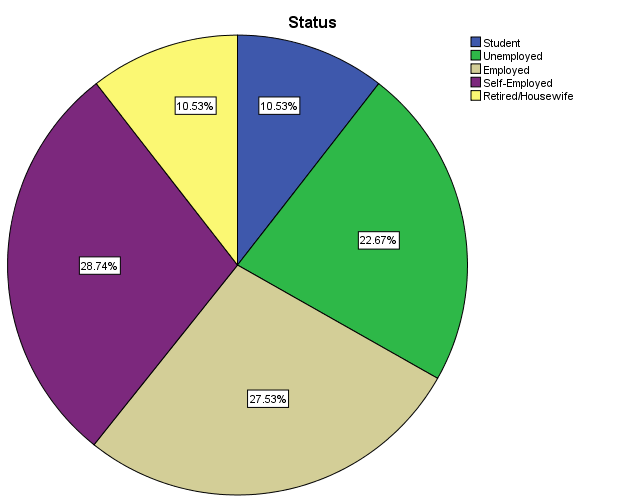 Status
Student
Unemployed
Employed
Self-Employed
Retired/Housewife
10.53%
10.53%
22.67%
28.74%
27.53%